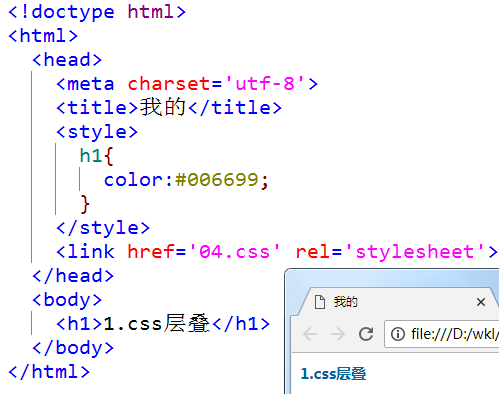 <!doctype html>
<html>
<head>
<meta charset='utf-8'>
<title>我的</title>
<style>
h1{
color:#006699;
}
</style>
<link href='04.css' rel='stylesheet'>
</head>
<body>
<h1>1.css层叠</h1>
</body>
</html>
我的
file:///D:/wkl/
1.css层叠